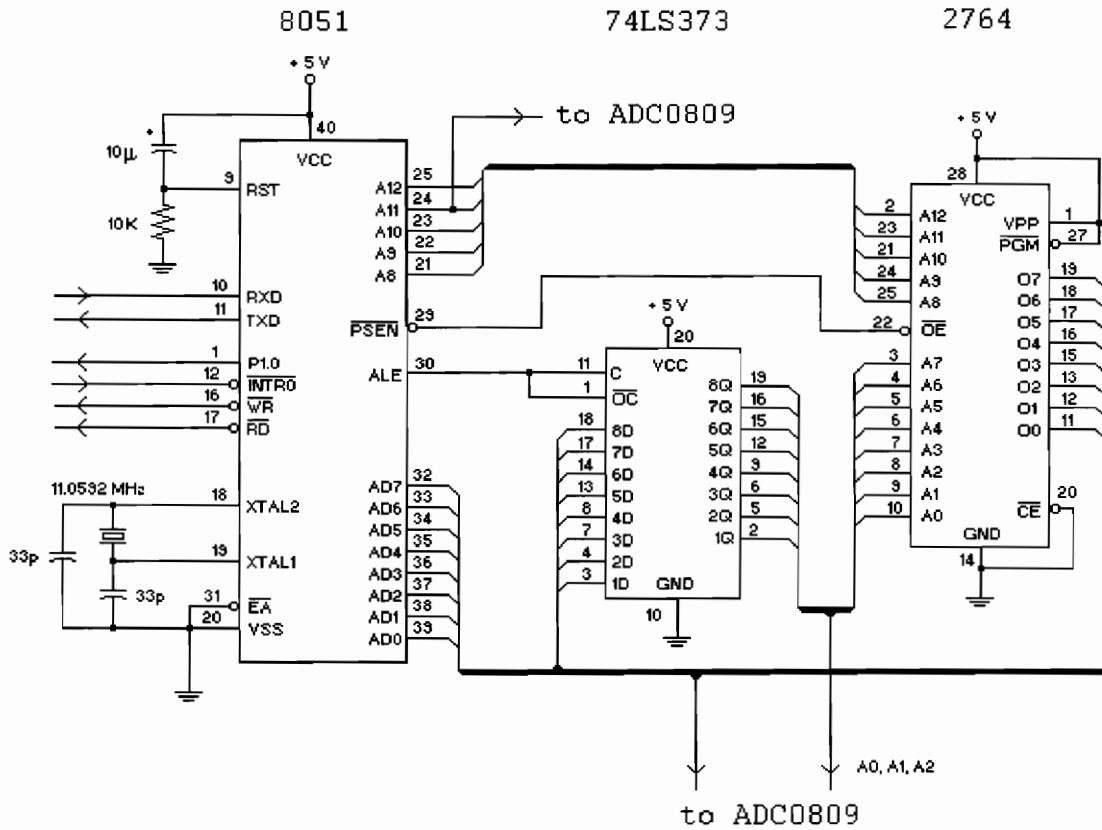 8051
74LS373
2764
+ 5 V
to ADC0809
+ 5 V
40
10µ
VCC
25
9
RST
A12
24
A11
10K
23
A10
22
A9
21
A8
10
RXD
11
TXD
29
PSEN
1
P1.0
30
ALE
12
INTR0
16
WR
17
RD
32
AD7
33
AD6
34
AD5
35
AD4
36
AD3
37
AD2
38
AD1
39
AD0
11.0592 MHz
18
XTAL2
19
XTAL1
33p
33p
31
EA
20
VSS
+ 5 V
20
VCC
11
C
1
OC
18
8D
17
7D
14
6D
13
5D
8
4D
7
3D
4
2D
3
1D
19
8Q
16
7Q
15
6Q
12
5Q
9
4Q
6
3Q
5
2Q
2
1Q
GND
10
28
VCC
2
A12
23
A11
21
A10
24
A9
25
A8
22
OE
3
A7
4
A6
5
A5
6
A4
7
A3
8
A2
9
A1
10
A0
VPP
1
PGM
27
O7
19
O6
18
O5
17
O4
16
O3
15
O2
13
O1
12
O0
11
CE
20
GND
14
A0, A1, A2
to ADC0809